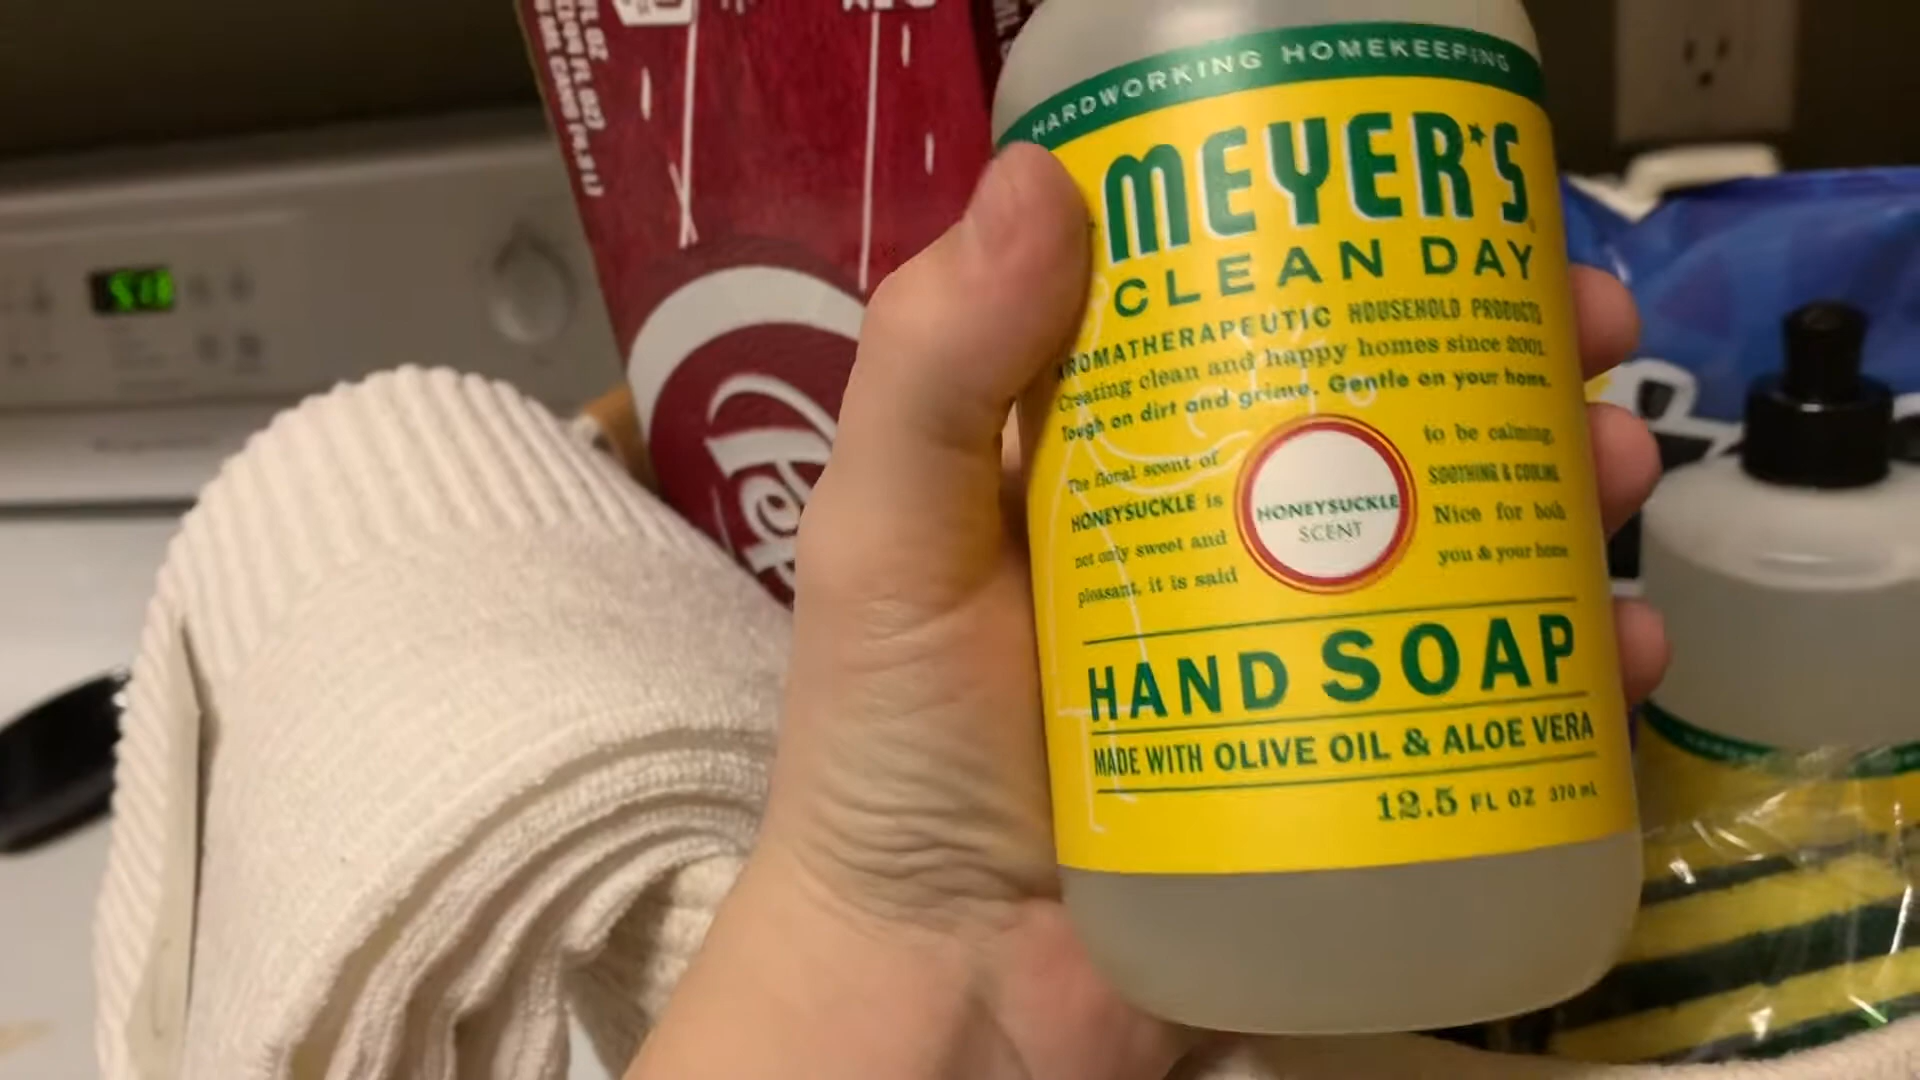 FL OZ
HARDWORKING HOMEKEEPING
MEYER'S
CLEAN DAY
AROMATHERAPEUTIC HOUSEHOLD PRODUCTS
Creating clean and happy homes since 2001.
Tough on dirt and grime. Gentle on your home.
The floral scent of
HONEYSUCKLE is
not only sweet and
pleasant, it is said
HONEYSUCKLE
SCENT
to be calming,
SOOTHING & COOLING.
Nice for both
you & your home
HAND SOAP
MADE WITH OLIVE OIL & ALOE VERA
12.5 FL OZ 370 mL